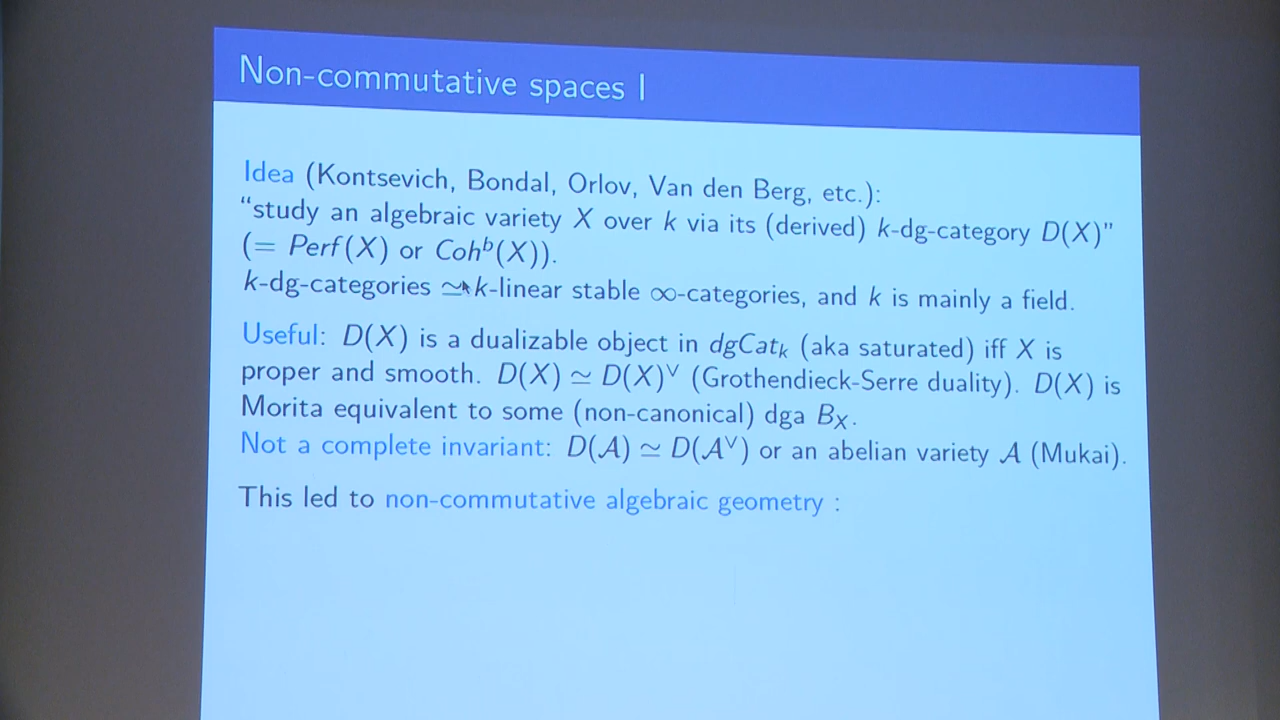 Non-commutative spaces I
Idea (Kontsevich, Bondal, Orlov, Van den Berg, etc.):
“study an algebraic variety X over k via its (derived) k-dg-category D(X)”
(= Perf(X) or Cohᵇ(X)).
k-dg-categories ≃ k-linear stable ∞-categories, and k is mainly a field.
Useful: D(X) is a dualizable object in dgCatₖ (aka saturated) iff X is
proper and smooth. D(X) ≃ D(X)ᵛ (Grothendieck-Serre duality). D(X) is
Morita equivalent to some (non-canonical) dga B_X.
Not a complete invariant: D(𝒜) ≃ D(𝒜ᵛ) or an abelian variety 𝒜 (Mukai).
This led to non-commutative algebraic geometry :